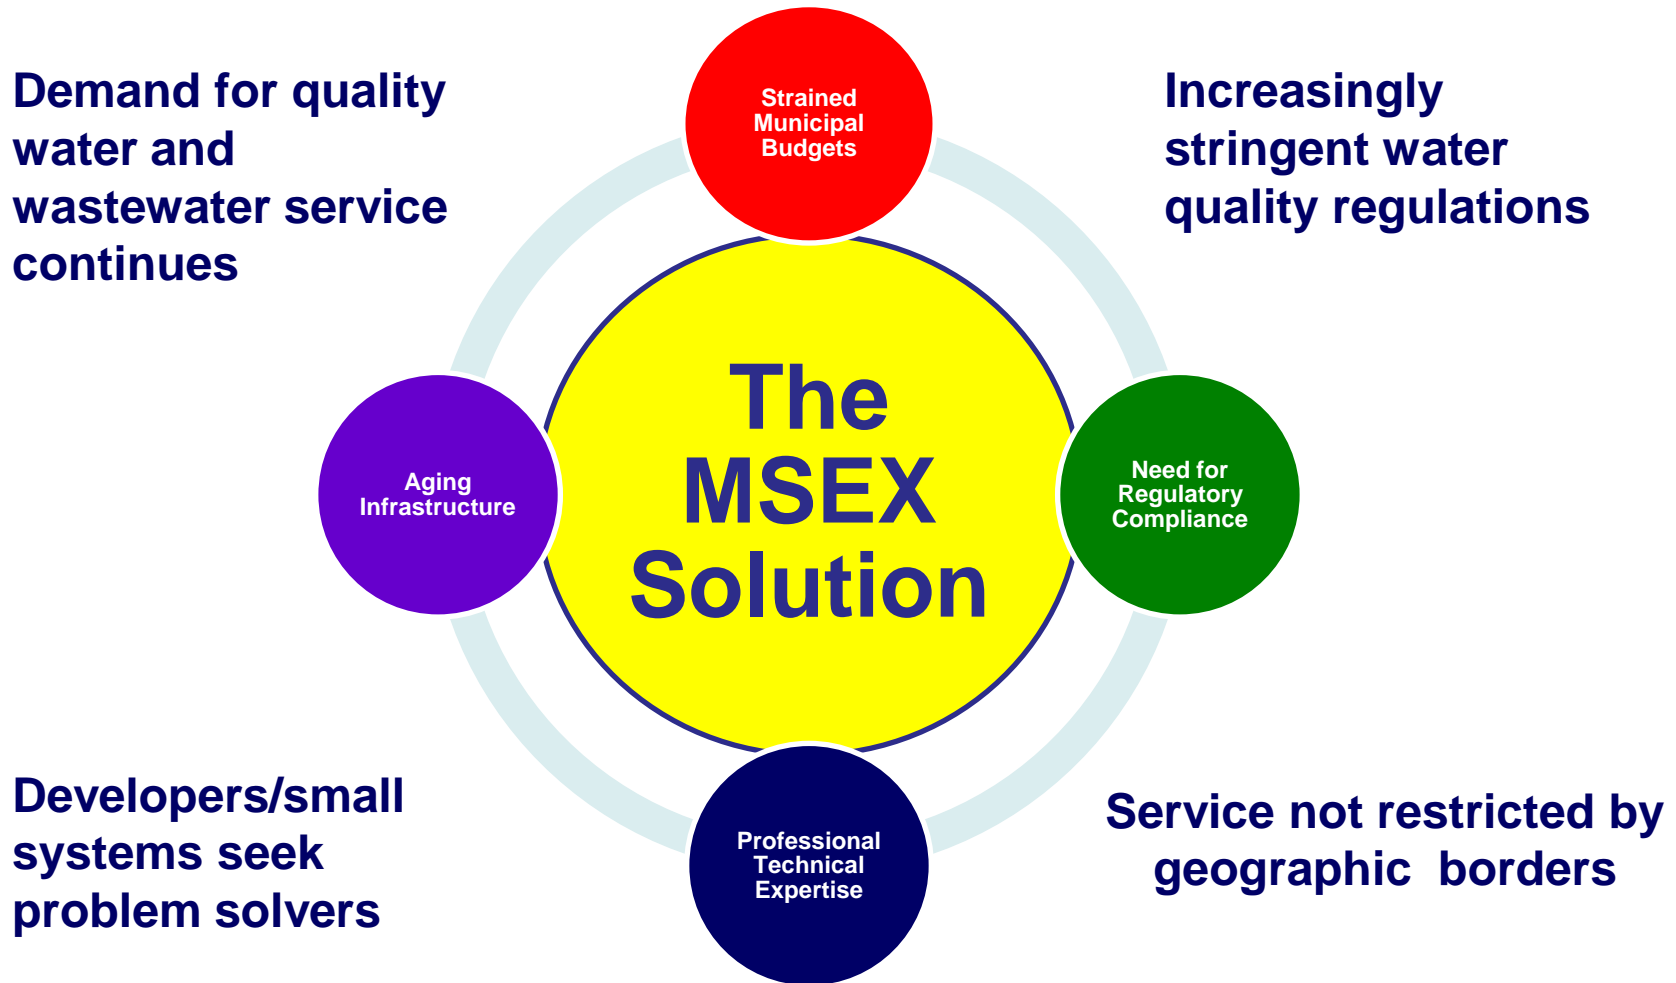 Demand for quality
water and
wastewater service
continues
Strained
Municipal
Budgets
Increasingly
stringent water
quality regulations
The
MSEX
Solution
Aging
Infrastructure
Need for
Regulatory
Compliance
Developers/small
systems seek
problem solvers
Professional
Technical
Expertise
Service not restricted by
geographic  borders